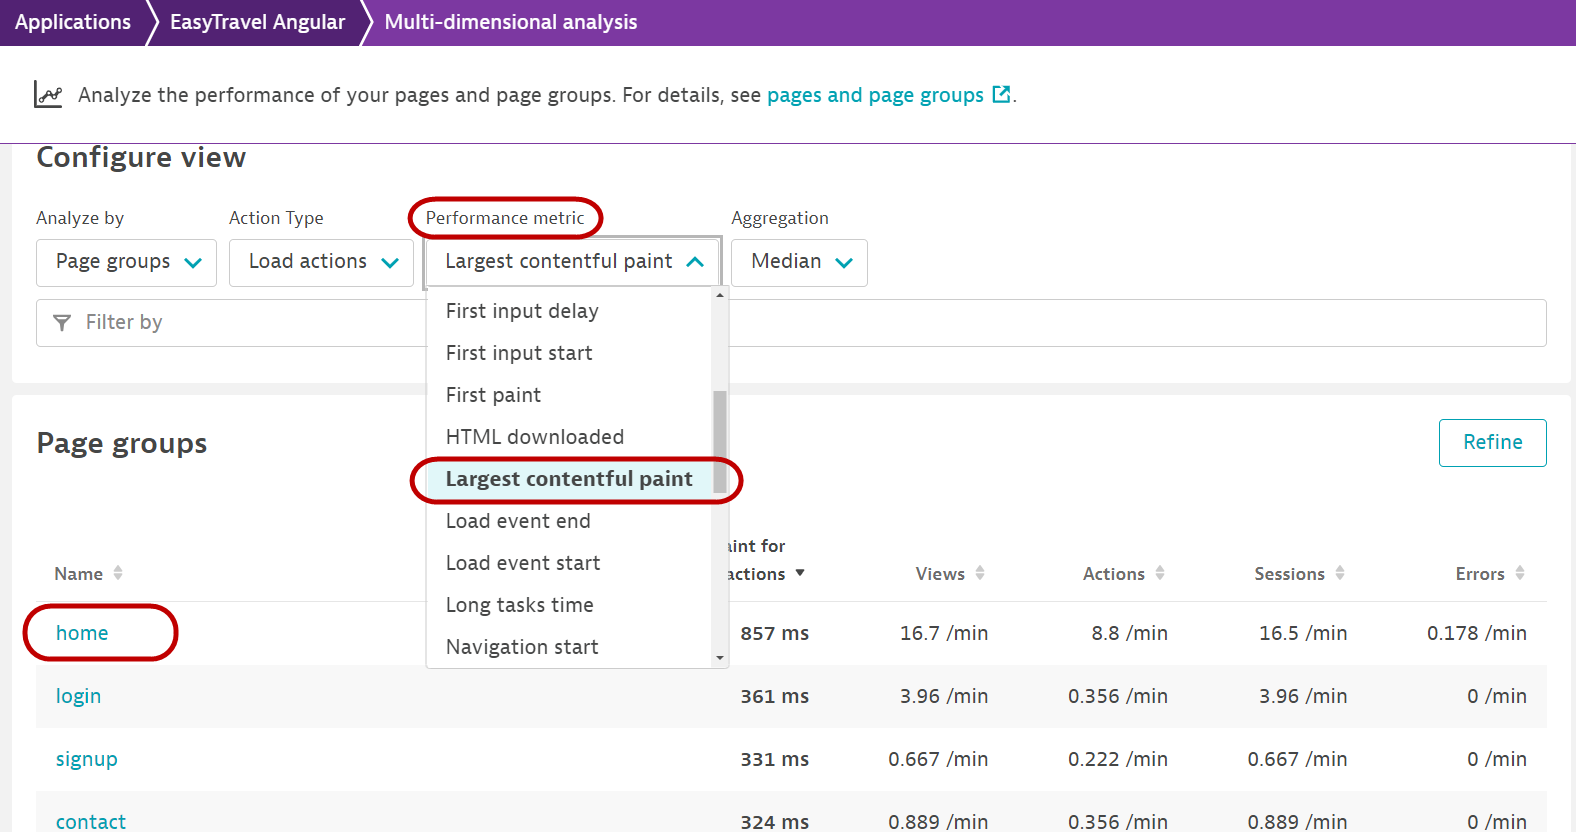 Applications EasyTravel Angular Multi-dimensional analysis
Analyze the performance of your pages and page groups. For details, see pages and page groups.
Configure view
Analyze by Action Type Performance metric Aggregation
Page groups Load actions Largest contentful paint Median
Filter by
First input delay
First input start
First paint
HTML downloaded
Largest contentful paint
Load event end
Load event start
Long tasks time
Navigation start
Page groups Refine
for
Name actions Views Actions Sessions Errors
home 857 ms 16.7 /min 8.8 /min 16.5 /min 0.178 /min
login 361 ms 3.96 /min 0.356 /min 3.96 /min 0 /min
signup 331 ms 0.667 /min 0.222 /min 0.667 /min 0 /min
contact 324 ms 0.889 /min 0.356 /min 0.889 /min 0 /min